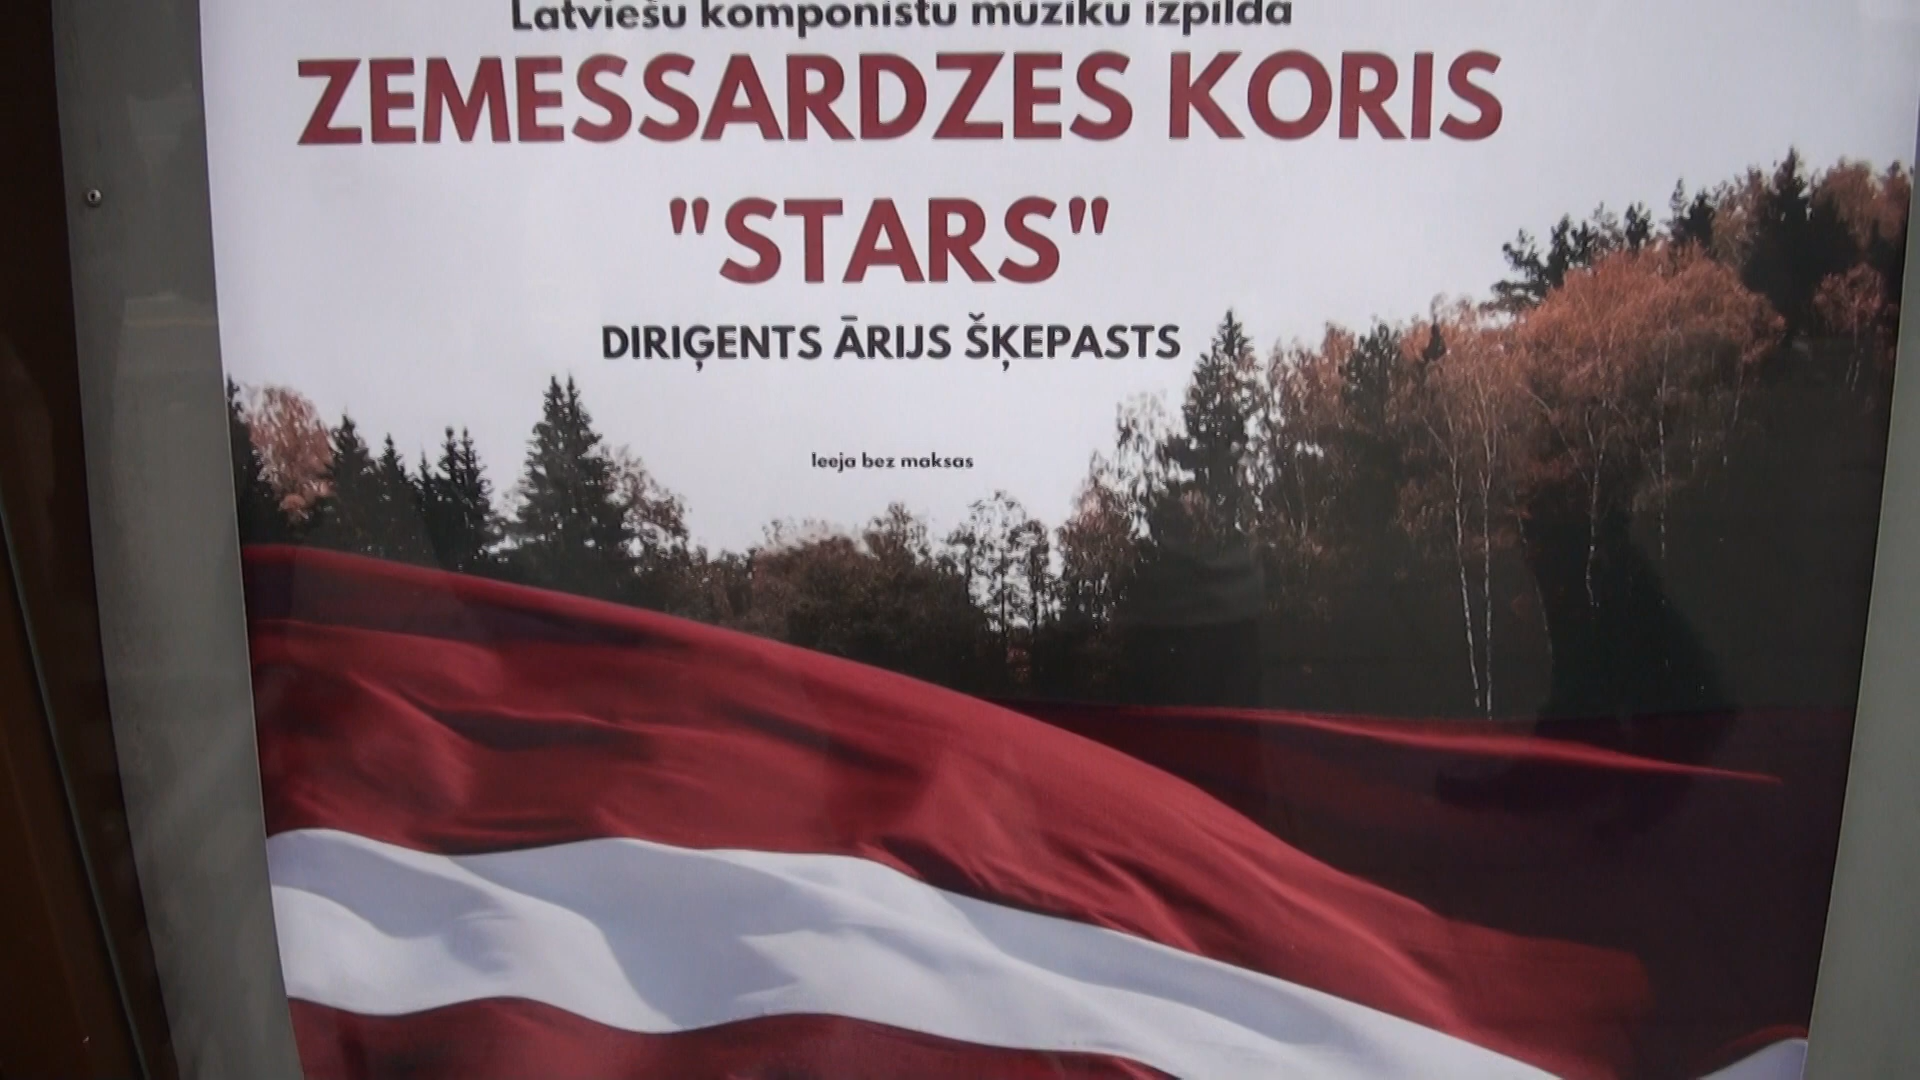 Latviešu komponistu mūziku izpilda
ZEMESSARDZES KORIS
"STARS"
DIRIĢENTS ĀRIJS ŠĶEPASTS
Ieeja bez maksas